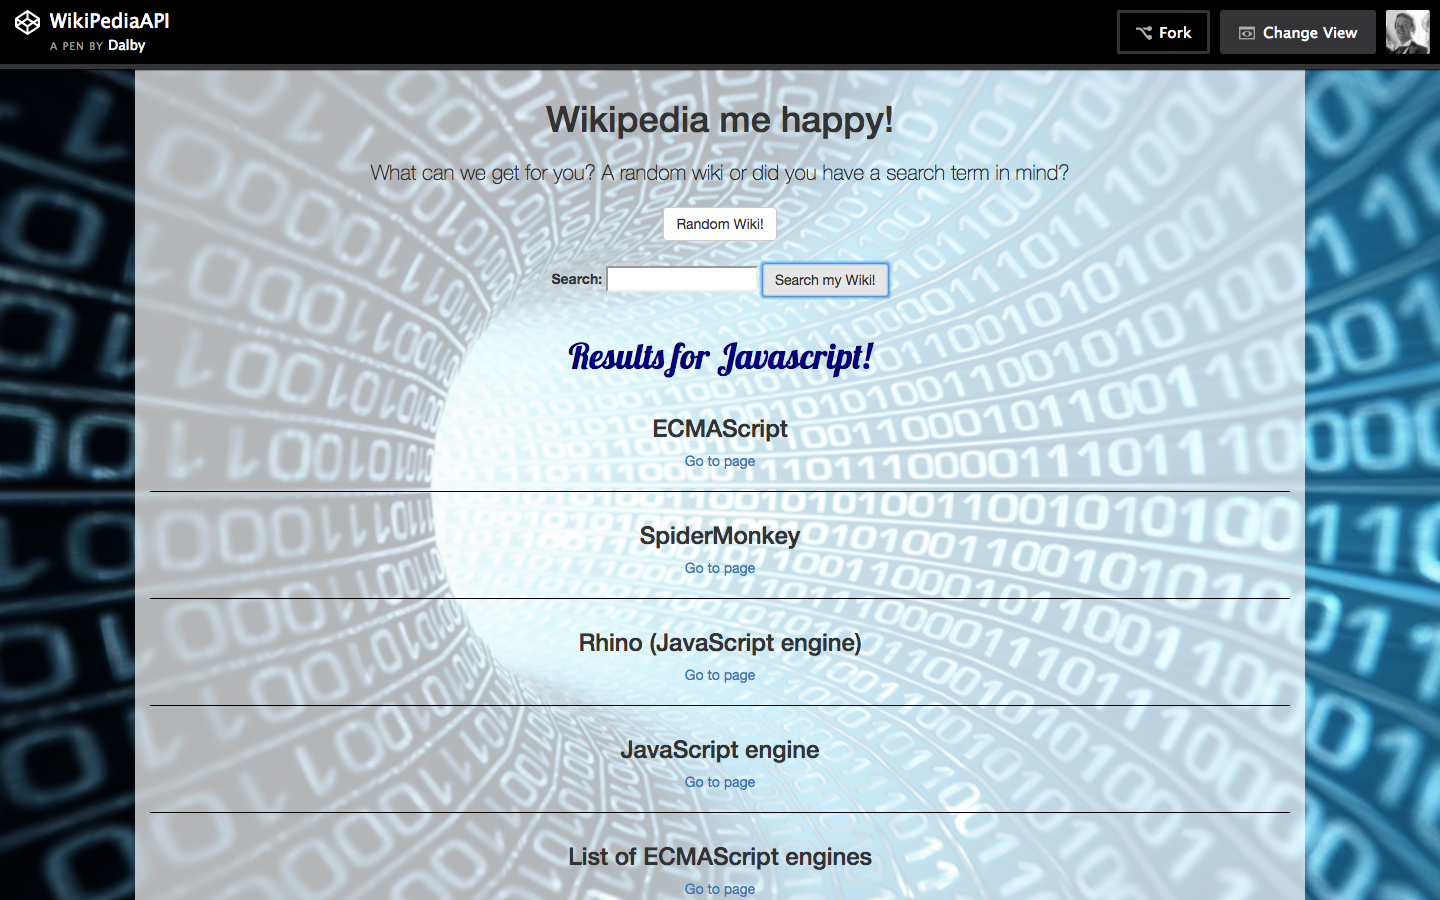 WikiPediaAPI
A PEN BY Dalby
Fork
Change View
Wikipedia me happy!
What can we get for you? A random wiki or did you have a search term in mind?
Random Wiki!
Search:
Search my Wiki!
Results for Javascript!
ECMAScript
Go to page
SpiderMonkey
Go to page
Rhino (JavaScript engine)
Go to page
JavaScript engine
Go to page
List of ECMAScript engines
Go to page